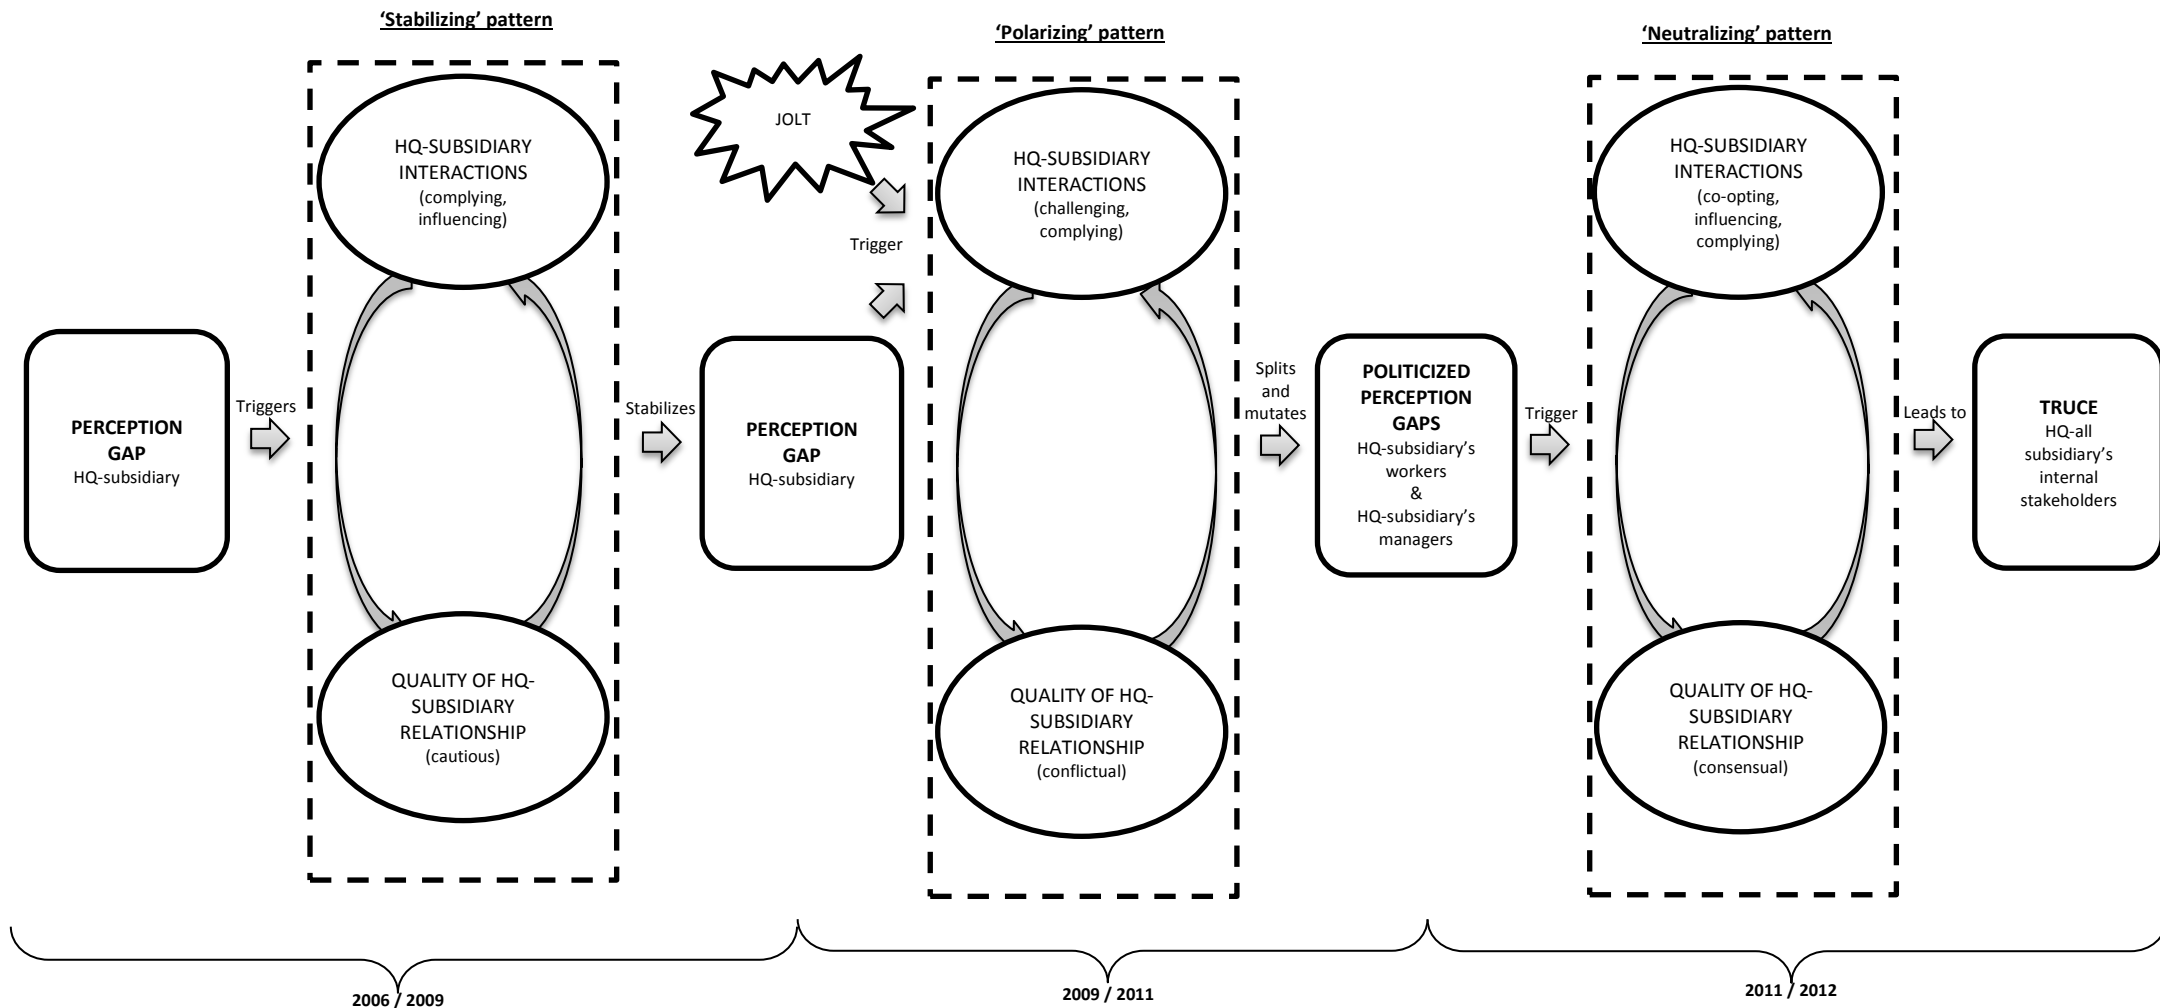 ‘Stabilizing’ pattern
‘Polarizing’ pattern
‘Neutralizing’ pattern
PERCEPTION
GAP
HQ-subsidiary
Triggers
HQ-SUBSIDIARY
INTERACTIONS
(complying,
influencing)
QUALITY OF HQ-
SUBSIDIARY
RELATIONSHIP
(cautious)
Stabilizes
JOLT
Trigger
PERCEPTION
GAP
HQ-subsidiary
HQ-SUBSIDIARY
INTERACTIONS
(challenging,
complying)
QUALITY OF HQ-
SUBSIDIARY
RELATIONSHIP
(conflictual)
Splits
and
mutates
POLITICIZED
PERCEPTION
GAPS
HQ-subsidiary’s
workers
&
HQ-subsidiary’s
managers
Trigger
HQ-SUBSIDIARY
INTERACTIONS
(co-opting,
influencing,
complying)
QUALITY OF HQ-
SUBSIDIARY
RELATIONSHIP
(consensual)
Leads to
TRUCE
HQ-all
subsidiary’s
internal
stakeholders
2006 / 2009
2009 / 2011
2011 / 2012